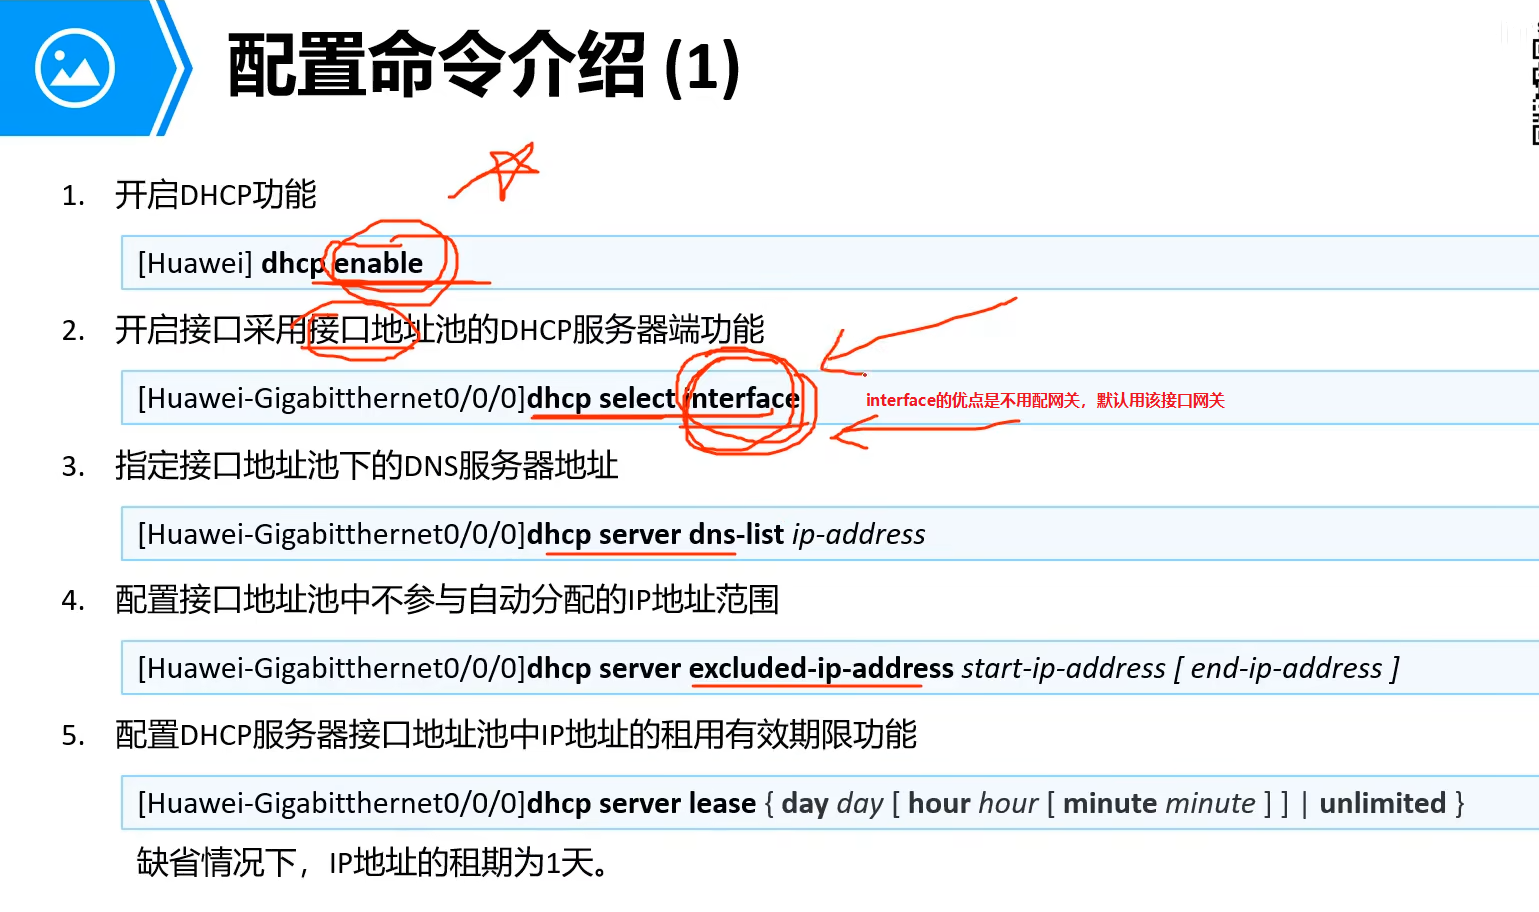 配置命令介绍 (1)
1. 开启DHCP功能
[Huawei] dhcp enable
2. 开启接口采用接口地址池的DHCP服务器端功能
[Huawei-Gigabitthernet0/0/0]dhcp select interface
interface的优点是不用配网关，默认用该接口网关
3. 指定接口地址池下的DNS服务器地址
[Huawei-Gigabitthernet0/0/0]dhcp server dns-list ip-address
4. 配置接口地址池中不参与自动分配的IP地址范围
[Huawei-Gigabitthernet0/0/0]dhcp server excluded-ip-address start-ip-address [ end-ip-address ]
5. 配置DHCP服务器接口地址池中IP地址的租用有效期限功能
[Huawei-Gigabitthernet0/0/0]dhcp server lease { day day [ hour hour [ minute minute ] ] | unlimited }
缺省情况下，IP地址的租期为1天。